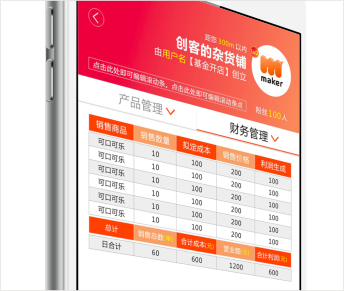 距您 300m 以内
创客的杂货铺
由用户名【基金开店】创立
点击此处即可编辑滚动条，点击此处即可编辑滚动条点
maker
粉丝100人
产品管理
财务管理
销售商品 销售数量 拟定成本 销售价格 利润生成
可口可乐 10 100 200 100
可口可乐 10 100 200 100
可口可乐 10 100 200 100
可口可乐 10 100 200 100
可口可乐 10 100 200 100
可口可乐 10 100 200 100
总计 销售总数(件) 合计成本(元) 营业额(元) 合计利润(元)
日合计 60 600 1200 600